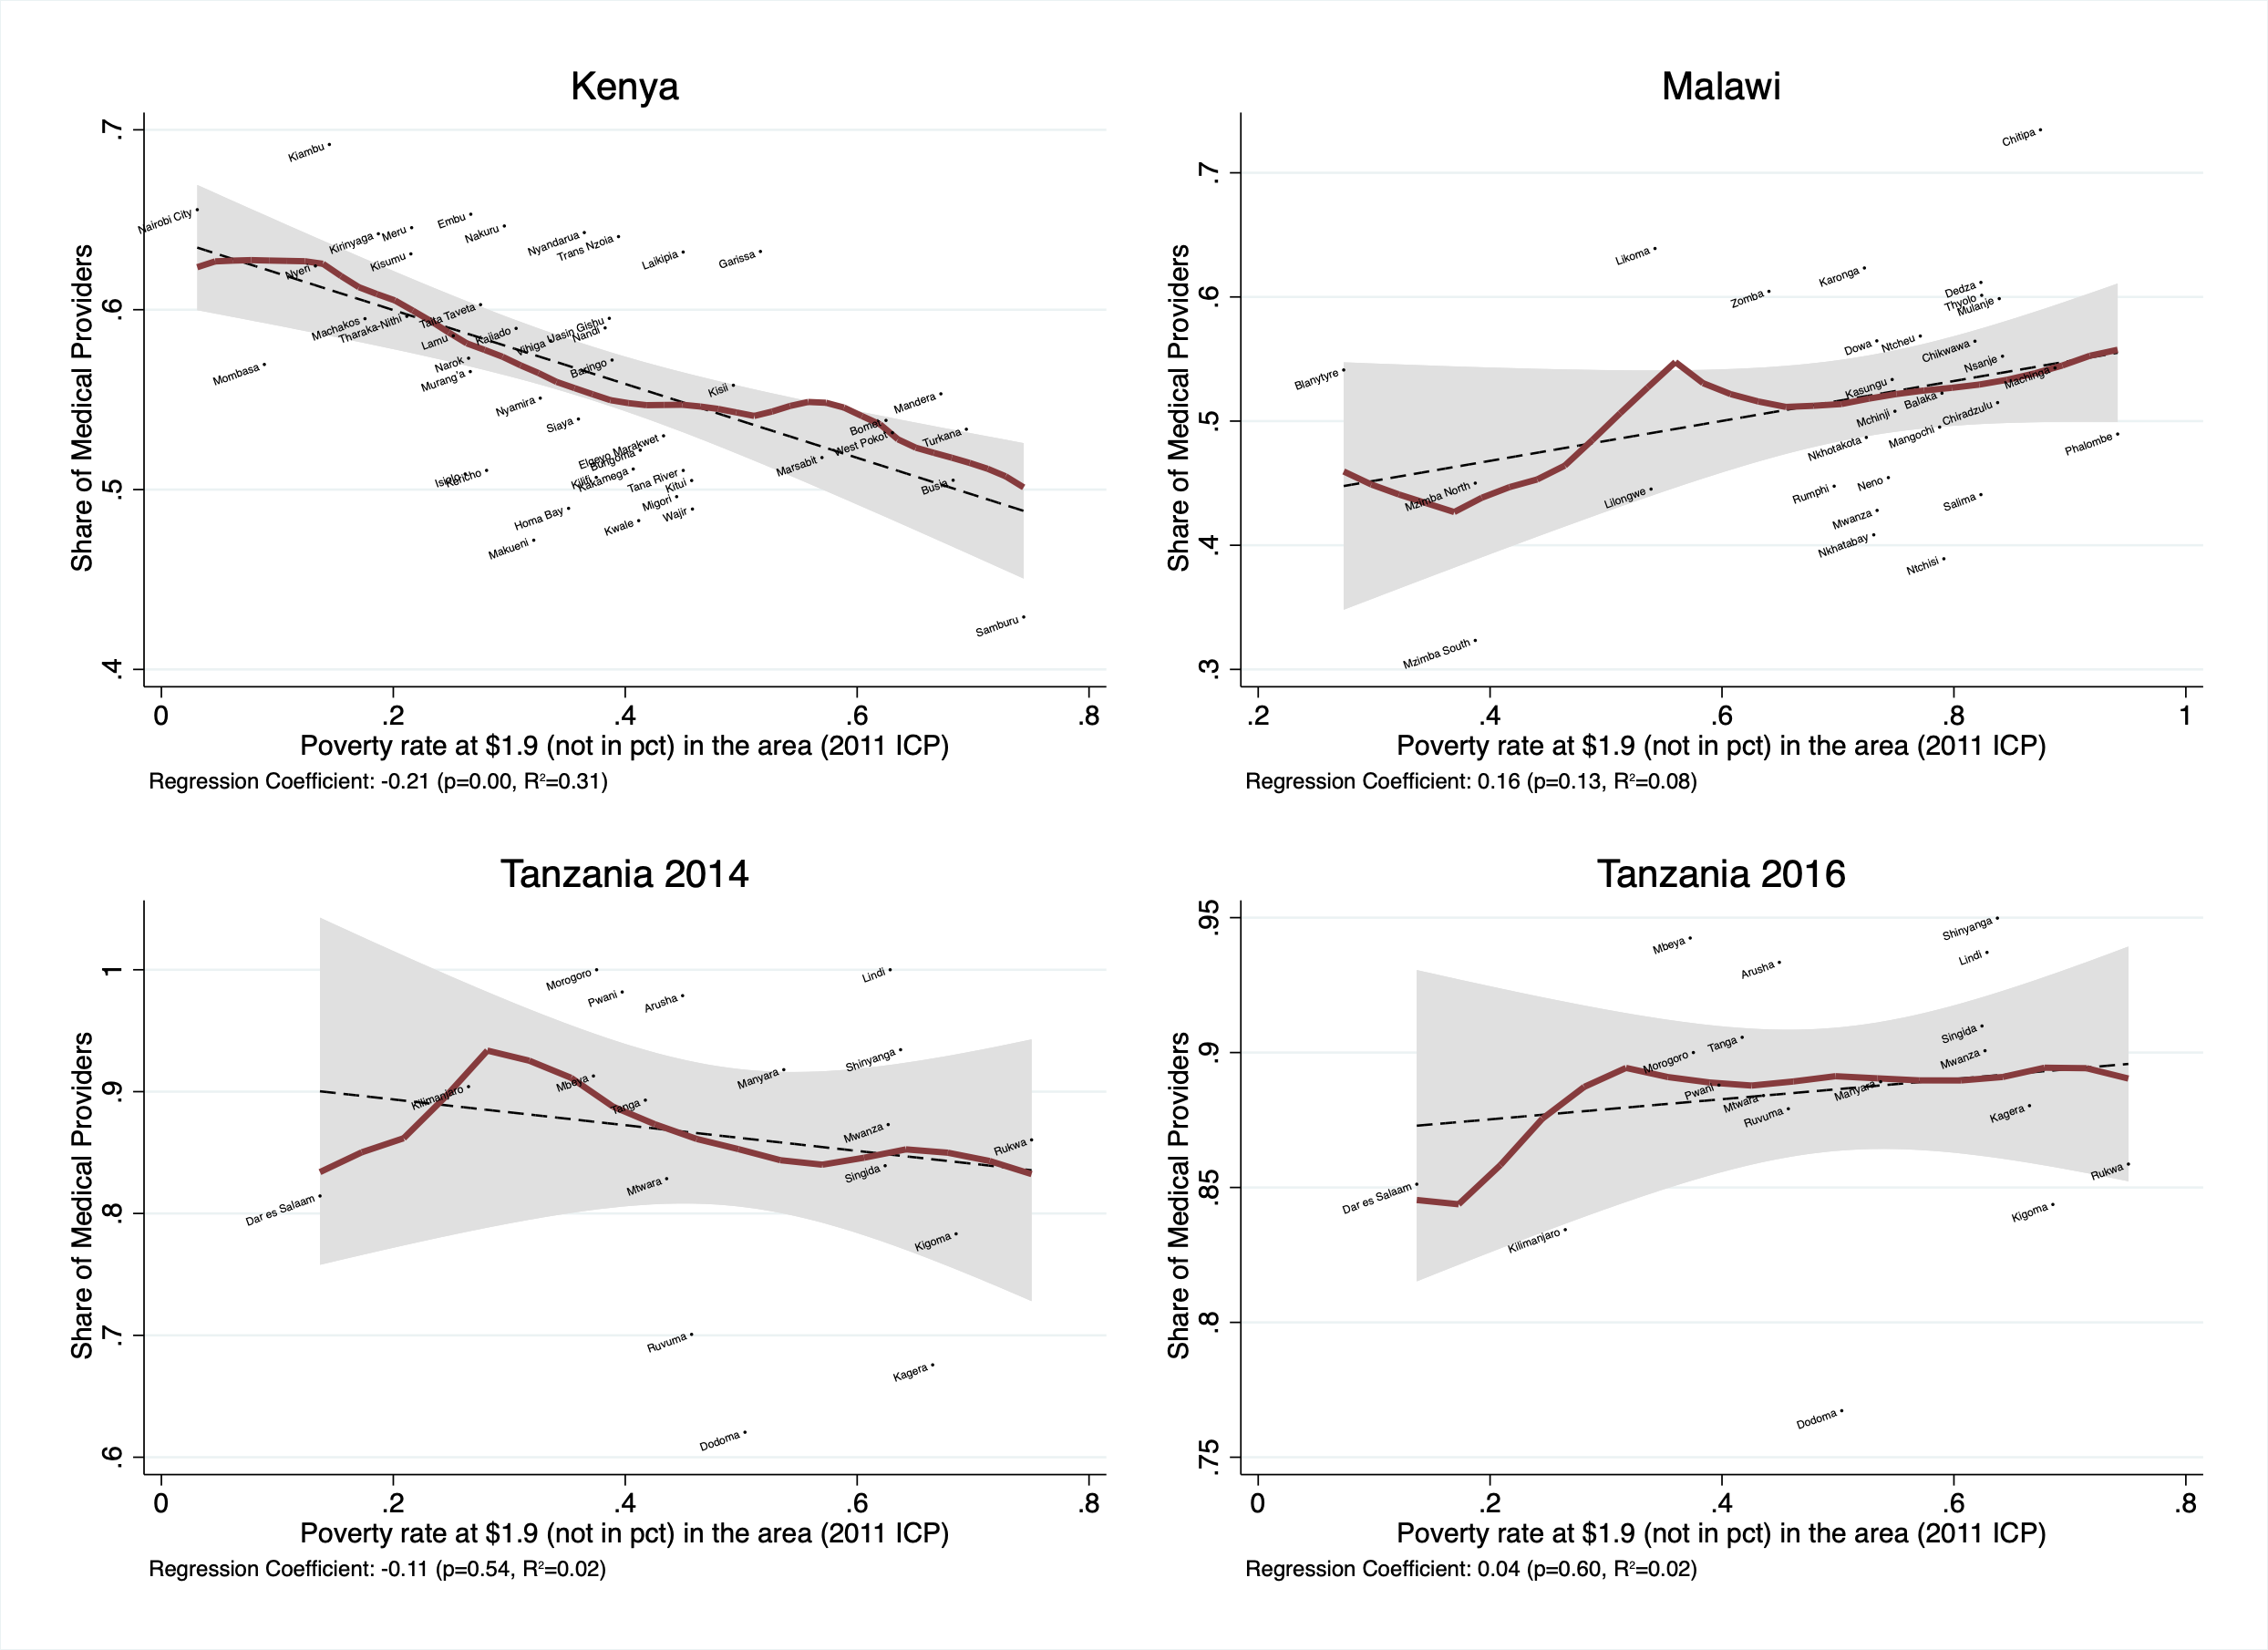 Kenya
Share of Medical Providers
.7
.6
.5
.4
Kiambu
Nairobi City
Embu
Nakuru
Kirinyaga
Meru
Nyandarua
Trans Nzoia
Kisumu
Nyeri
Laikipia
Garissa
Machakos
Tharaka-Nithi
Taita Taveta
Lamu
Kajiado
Vihiga
Uasin Gishu
Nandi
Mombasa
Narok
Murang'a
Baringo
Nyamira
Siaya
Kisii
Mandera
Bomet
West Pokot
Turkana
Elgeyo Marakwet
Bungoma
Marsabit
Isiolo
Kericho
Kilifi
Kakamega
Tana River
Kitui
Busia
Migori
Homa Bay
Kwale
Wajir
Makueni
Samburu
0
.2
.4
.6
.8
Poverty rate at $1.9 (not in pct) in the area (2011 ICP)
Regression Coefficient: -0.21 (p=0.00, R²=0.31)
Malawi
Share of Medical Providers
.7
.6
.5
.4
.3
Chitipa
Likoma
Karonga
Zomba
Dedza
Thyolo
Mulanje
Dowa
Ntcheu
Chikwawa
Blanytyre
Nsanje
Machinga
Kasungu
Balaka
Mchinji
Chiradzulu
Mangochi
Nkhotakota
Phalombe
Mzimba North
Lilongwe
Rumphi
Neno
Salima
Mwanza
Nkhatabay
Ntchisi
Mzimba South
.2
.4
.6
.8
1
Poverty rate at $1.9 (not in pct) in the area (2011 ICP)
Regression Coefficient: 0.16 (p=0.13, R²=0.08)
Tanzania 2014
Share of Medical Providers
1
.9
.8
.7
.6
Morogoro
Pwani
Arusha
Lindi
Shinyanga
Manyara
Mbeya
Kilimanjaro
Tanga
Mwanza
Rukwa
Singida
Mtwara
Dar es Salaam
Kigoma
Ruvuma
Kagera
Dodoma
0
.2
.4
.6
.8
Poverty rate at $1.9 (not in pct) in the area (2011 ICP)
Regression Coefficient: -0.11 (p=0.54, R²=0.02)
Tanzania 2016
Share of Medical Providers
.95
.9
.85
.8
.75
Shinyanga
Mbeya
Lindi
Arusha
Singida
Tanga
Morogoro
Mwanza
Pwani
Manyara
Mtwara
Ruvuma
Kagera
Rukwa
Dar es Salaam
Kigoma
Kilimanjaro
Dodoma
0
.2
.4
.6
.8
Poverty rate at $1.9 (not in pct) in the area (2011 ICP)
Regression Coefficient: 0.04 (p=0.60, R²=0.02)